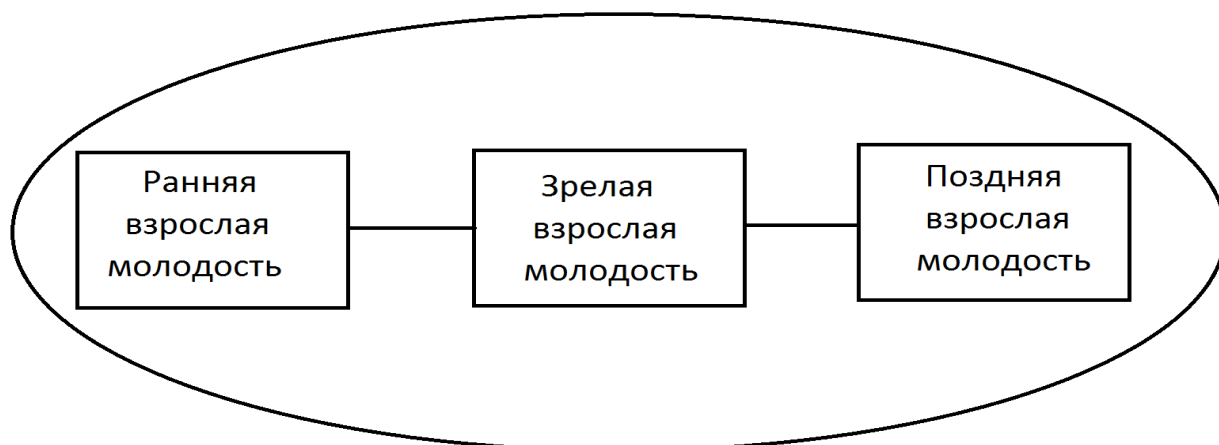 Ранняя
взрослая
молодость
Зрелая
взрослая
молодость
Поздняя
взрослая
молодость